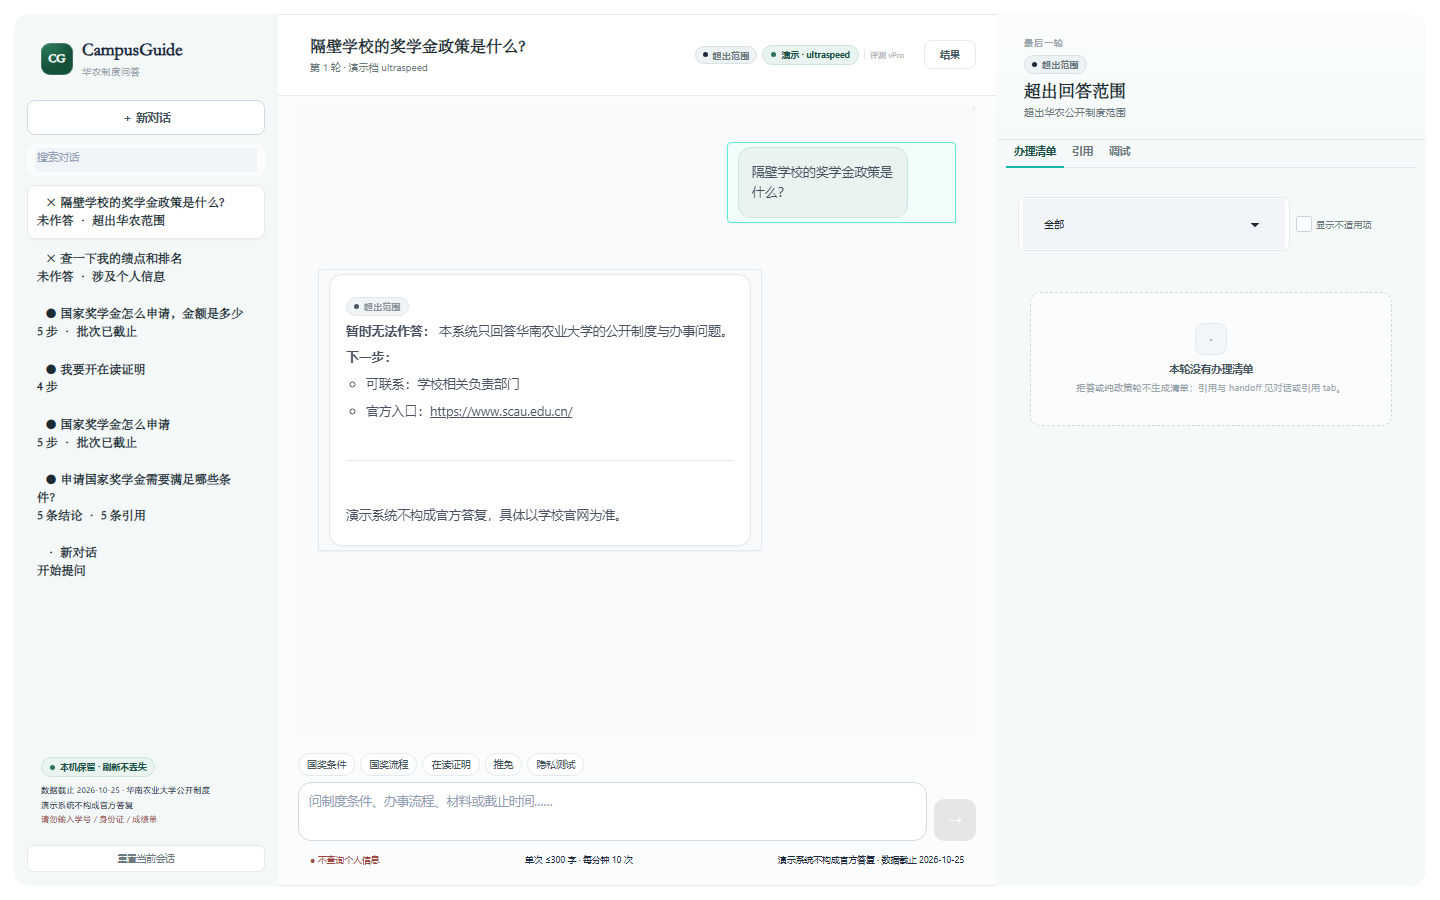 CG
CampusGuide
华农制度问答
+ 新对话
搜索对话
× 隔壁学校的奖学金政策是什么?
未作答 · 超出华农范围
× 查一下我的绩点和排名
未作答 · 涉及个人信息
● 国家奖学金怎么申请，金额是多少
5 步 · 批次已截止
● 我要开在读证明
4 步
● 国家奖学金怎么申请
5 步 · 批次已截止
● 申请国家奖学金需要满足哪些条
件?
5 条结论 · 5 条引用
· 新对话
开始提问
● 本机保留 · 刷新不丢失
数据截止 2026-10-25 · 华南农业大学公开制度
演示系统不构成官方答复
请勿输入学号 / 身份证 / 成绩单
重置当前会话
隔壁学校的奖学金政策是什么?
第 1 轮 · 演示档 ultraspeed
● 超出范围
● 演示 · ultraspeed
评测 vPro
结果
隔壁学校的奖学金政策是
什么?
● 超出范围
暂时无法作答： 本系统只回答华南农业大学的公开制度与办事问题。
下一步：
可联系：学校相关负责部门
官方入口：https://www.scau.edu.cn/
演示系统不构成官方答复，具体以学校官网为准。
国奖条件
国奖流程
在读证明
推免
隐私测试
问制度条件、办事流程、材料或截止时间......
→
● 不查询个人信息
单次 ≤300 字 · 每分钟 10 次
演示系统不构成官方答复 · 数据截止 2026-10-25
最后一轮
● 超出范围
超出回答范围
超出华农公开制度范围
办理清单
引用
调试
全部
显示不适用项
本轮没有办理清单
拒答或纯政策轮不生成清单；引用与 handoff 见对话或引用 tab。